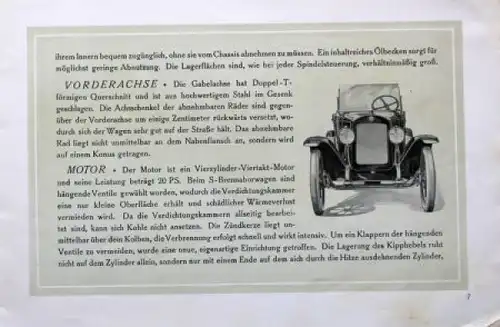 ihrem Innern bequem zugänglich, ohne sie vom Chassis abnehmen zu müssen. Ein inhaltreiches Ölbecken sorgt für
möglichst geringe Abnutzung. Die Lagerflächen sind, wie bei jeder Spindelsteuerung, verhältnismäßig groß.
VORDERACHSE • Die Gabelachse hat Doppel-T-
förmigen Querschnitt und ist aus hochwertigem Stahl im Gesenk
geschlagen. Die Achsschenkel der abnehmbaren Räder sind gegen-
über der Vorderachse um einige Zentimeter rückwärts versetzt, wo-
durch sich der Wagen sehr gut auf der Straße hält. Das abnehmbare
Rad liegt nicht unmittelbar an dem Nabenflansch an, sondern wird
auf einem Konus getragen.
MOTOR • Der Motor ist ein Vierzylinder-Viertakt-Motor
und seine Leistung beträgt 20 PS. Beim S-Brennaborwagen sind
hängende Ventile gewählt worden, wodurch die Verdichtungskammer
eine nur kleine Oberfläche erhält und schädlicher Wärmeverlust
vermieden wird. Da die Verdichtungskammern allseitig bearbei-
tet sind, kann sich Kohle nicht ansetzen. Die Zündkerze liegt un-
mittelbar über dem Kolben, die Verbrennung erfolgt schnell und wirkt intensiv. Um ein Klappern der hängenden
Ventile zu vermeiden, wurde eine neue, eigenartige Einrichtung getroffen. Die Lagerung des Kipphebels ruht
nicht auf dem Zylinder allein, sondern nur mit einem Ende auf dem sich durch die Hitze ausdehnenden Zylinder,
7